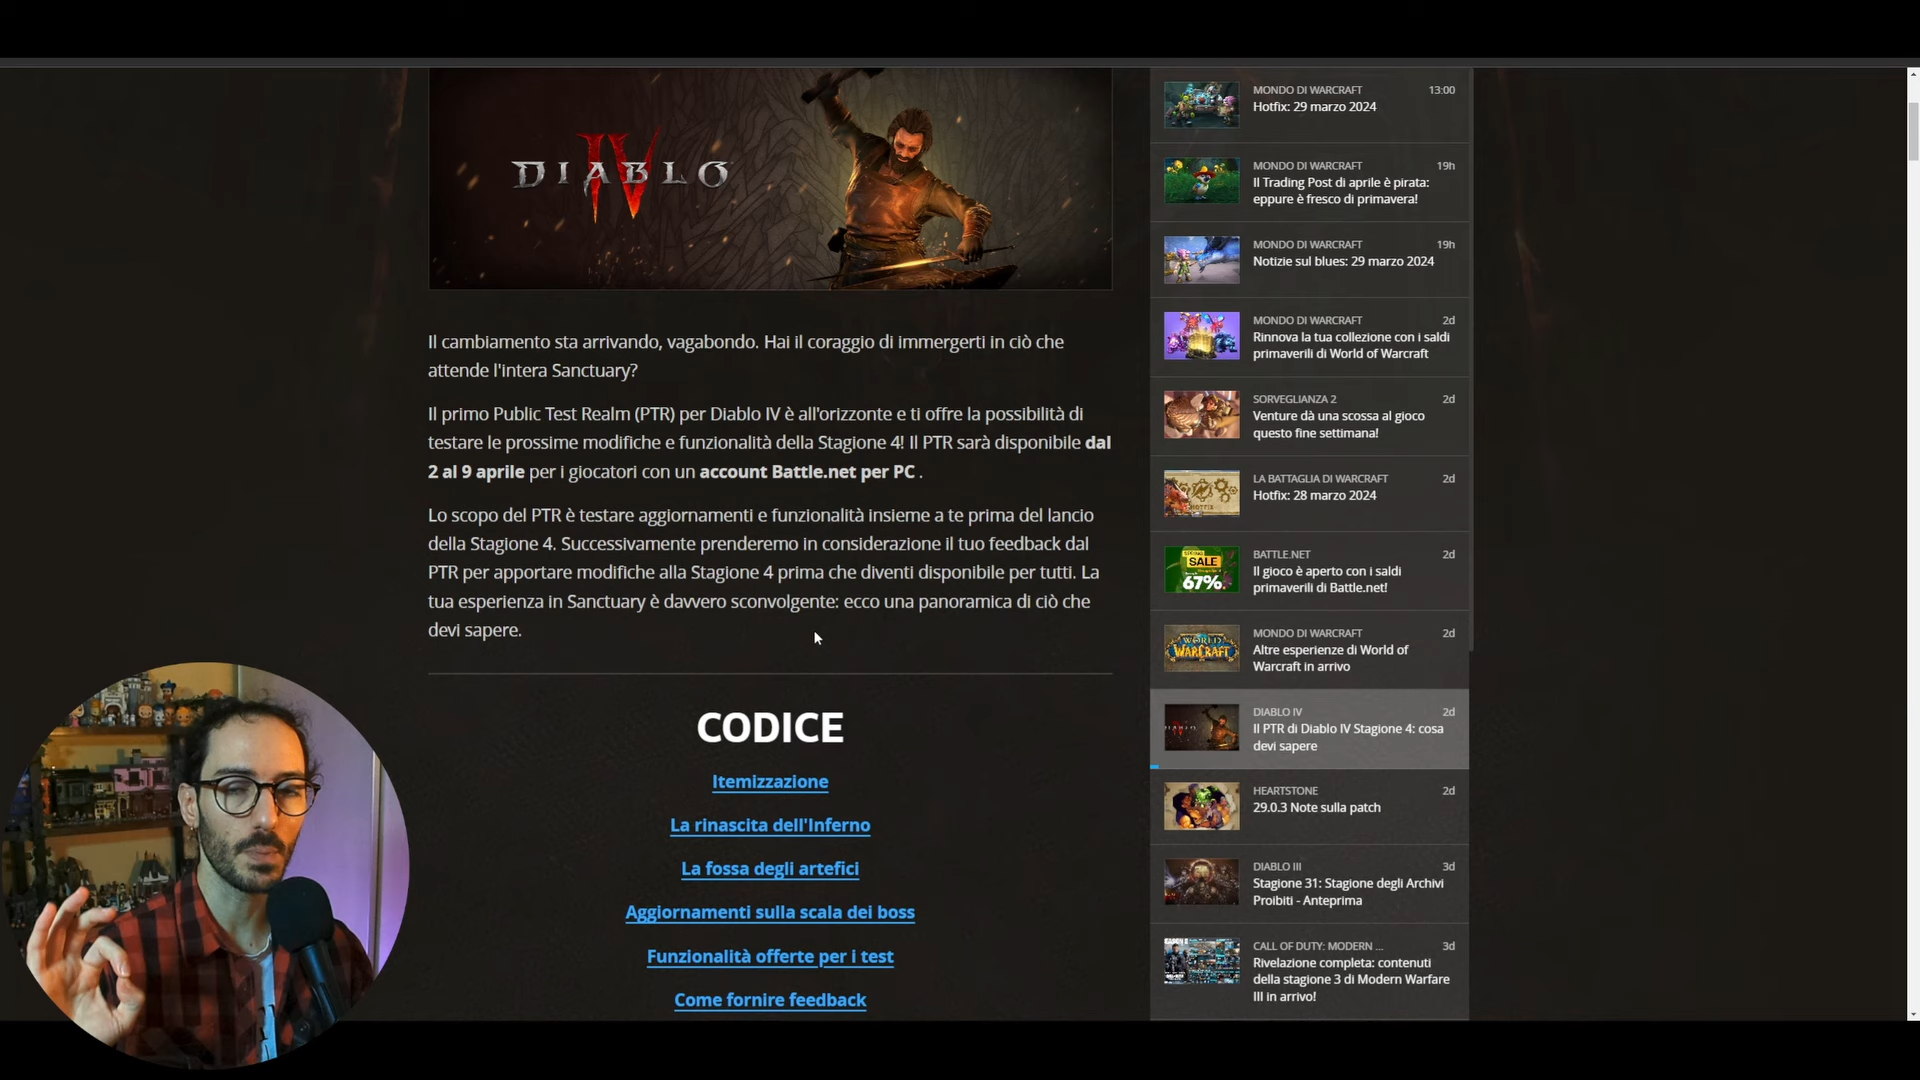 DIABLO
IV
Il cambiamento sta arrivando, vagabondo. Hai il coraggio di immergerti in ciò che
attende l'intera Sanctuary?
Il primo Public Test Realm (PTR) per Diablo IV è all'orizzonte e ti offre la possibilità di
testare le prossime modifiche e funzionalità della Stagione 4! Il PTR sarà disponibile dal
2 al 9 aprile per i giocatori con un account Battle.net per PC .
Lo scopo del PTR è testare aggiornamenti e funzionalità insieme a te prima del lancio
della Stagione 4. Successivamente prenderemo in considerazione il tuo feedback dal
PTR per apportare modifiche alla Stagione 4 prima che diventi disponibile per tutti. La
tua esperienza in Sanctuary è davvero sconvolgente: ecco una panoramica di ciò che
devi sapere.
CODICE
Itemizzazione
La rinascita dell'Inferno
La fossa degli artefici
Aggiornamenti sulla scala dei boss
Funzionalità offerte per i test
Come fornire feedback
MONDO DI WARCRAFT 13:00
Hotfix: 29 marzo 2024
MONDO DI WARCRAFT 19h
Il Trading Post di aprile è pirata:
eppure è fresco di primavera!
MONDO DI WARCRAFT 19h
Notizie sul blues: 29 marzo 2024
MONDO DI WARCRAFT 2d
Rinnova la tua collezione con i saldi
primaverili di World of Warcraft
SORVEGLIANZA 2 2d
Venture dà una scossa al gioco
questo fine settimana!
LA BATTAGLIA DI WARCRAFT 2d
Hotfix: 28 marzo 2024
HOTFIX
BATTLE.NET 2d
Il gioco è aperto con i saldi
primaverili di Battle.net!
SALE
67%
MONDO DI WARCRAFT 2d
Altre esperienze di World of
Warcraft in arrivo
WORLD
WARCRAFT
DIABLO IV 2d
Il PTR di Diablo IV Stagione 4: cosa
devi sapere
HEARTSTONE 2d
29.0.3 Note sulla patch
DIABLO III 3d
Stagione 31: Stagione degli Archivi
Proibiti - Anteprima
CALL OF DUTY: MODERN ... 3d
Rivelazione completa: contenuti
della stagione 3 di Modern Warfare
III in arrivo!